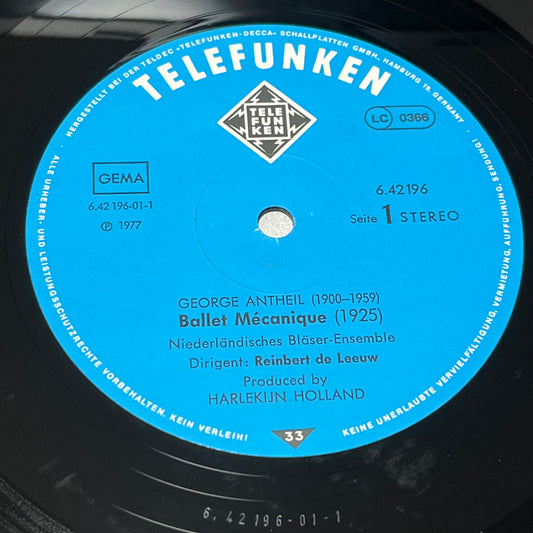 HERGESTELLT BEI DER TELDEC »TELEFUNKEN-DECCA« SCHALLPLATTEN GMBH, HAMBURG 19, GERMANY ·
TELEFUNKEN
TELE
FUN
KEN
LC 0366
GEMA
6.42196-01-1
℗ 1977
6.42196
Seite 1 STEREO
GEORGE ANTHEIL (1900–1959)
Ballet Mécanique (1925)
Niederländisches Bläser-Ensemble
Dirigent: Reinbert de Leeuw
Produced by
HARLEKIJN HOLLAND
· ALLE URHEBER- UND LEISTUNGSSCHUTZRECHTE VORBEHALTEN. KEIN VERLEIH!
33
KEINE UNERLAUBTE VERVIELFÄLTIGUNG, VERMIETUNG, AUFFÜHRUNG, SENDUNG!
6.42196-01-1